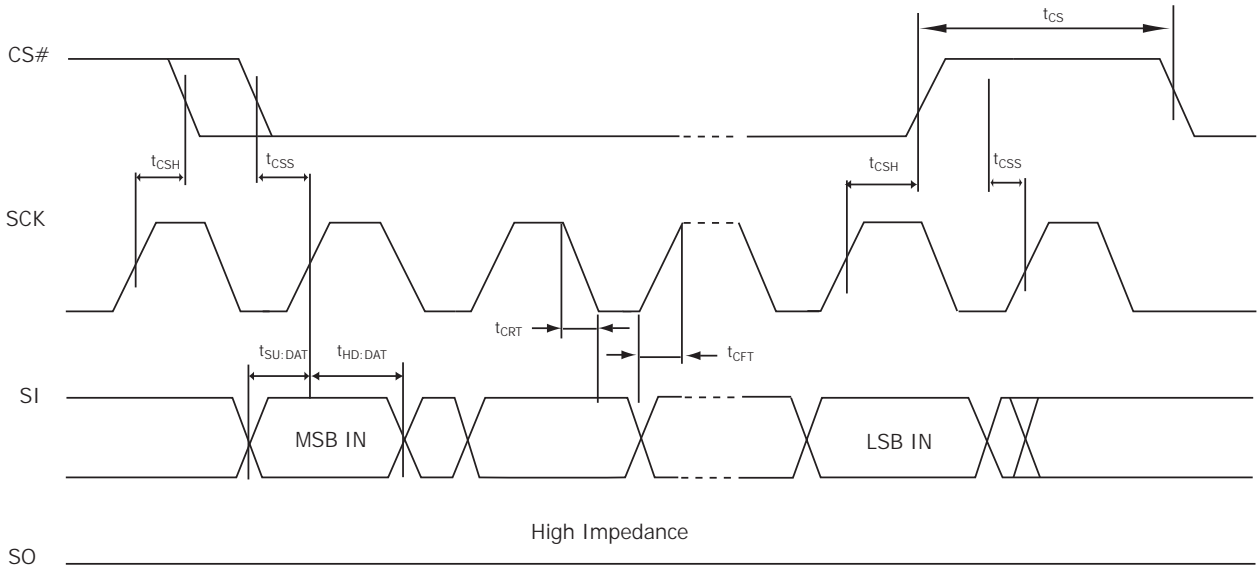 tCS
CS#
tCSH
tCSS
tCSH
tCSS
SCK
tCRT
tCFT
tSU:DAT
tHD:DAT
SI
MSB IN
LSB IN
High Impedance
SO